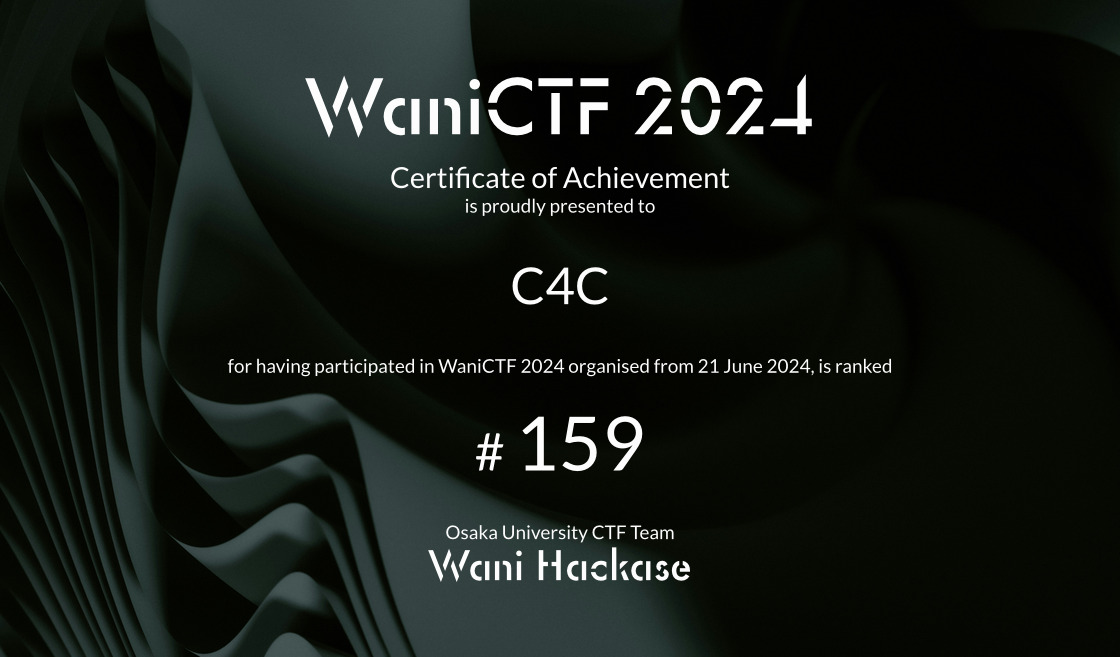 WaniCTF 2024
Certificate of Achievement
is proudly presented to
C4C
for having participated in WaniCTF 2024 organised from 21 June 2024, is ranked
# 159
Osaka University CTF Team
Wani Hackase